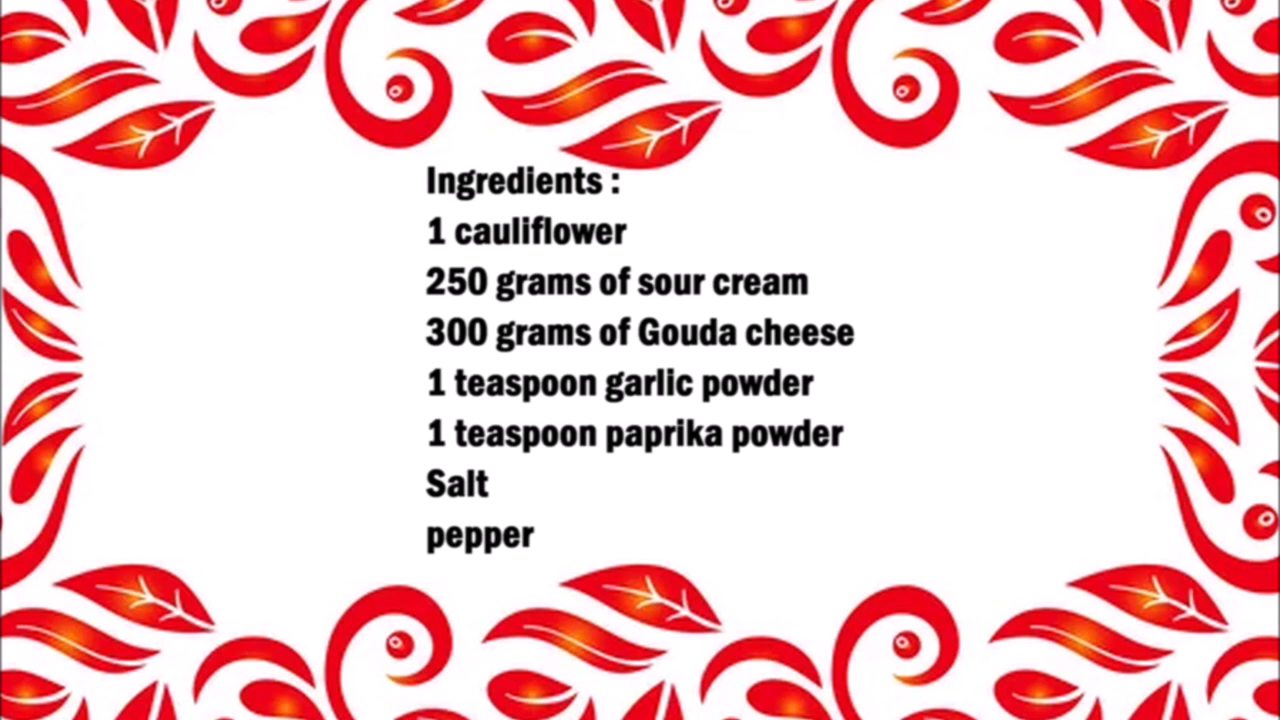 Ingredients :
1 cauliflower
250 grams of sour cream
300 grams of Gouda cheese
1 teaspoon garlic powder
1 teaspoon paprika powder
Salt
pepper